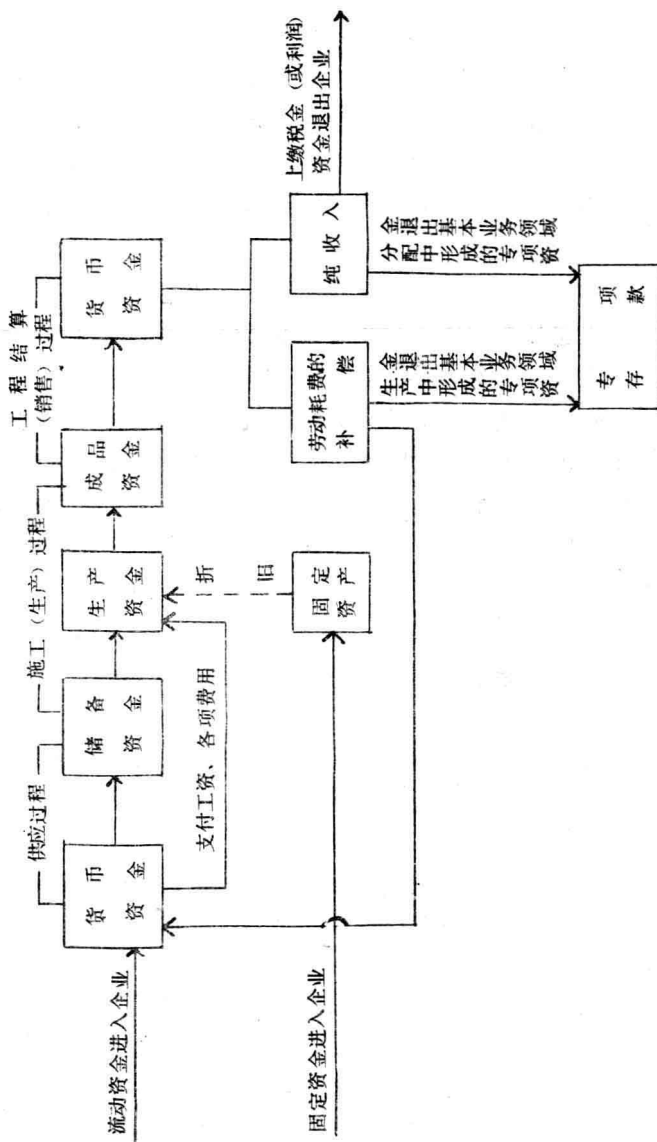 流动资金进入企业
固定资金进入企业
供应过程
施工(生产)过程
工程结算
(销售)过程
货币
资金
储备
资金
生产
资金
成品
资金
货币
资金
支付工资、各项费用
折旧
固定
资产
劳动耗费的
补偿
纯收入
上缴税金(或利润)
资金退出企业
生产中形成的专项资
金退出基本业务领域
分配中形成的专项资
金退出基本业务领域
专项
存款